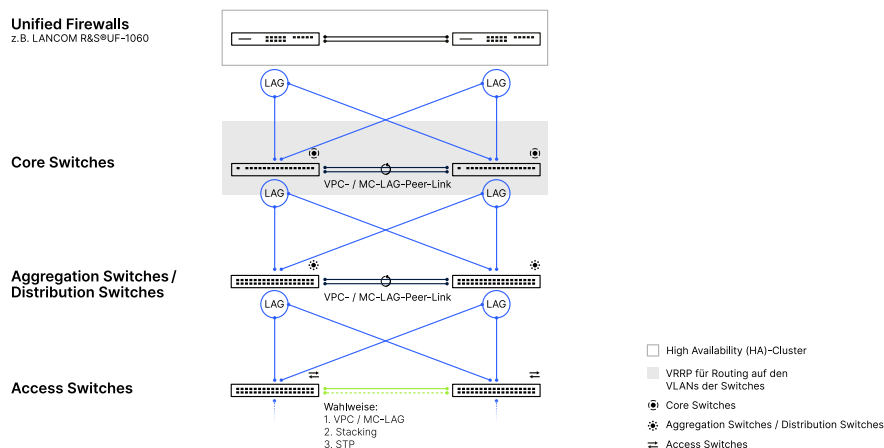 Unified Firewalls
z.B. LANCOM R&S®UF-1060
LAG
LAG
Core Switches
VPC- / MC-LAG-Peer-Link
LAG
LAG
Aggregation Switches /
Distribution Switches
VPC- / MC-LAG-Peer-Link
LAG
LAG
Access Switches
Wahlweise:
1. VPC / MC-LAG
2. Stacking
3. STP
High Availability (HA)-Cluster
VRRP für Routing auf den
VLANs der Switches
Core Switches
Aggregation Switches / Distribution Switches
Access Switches